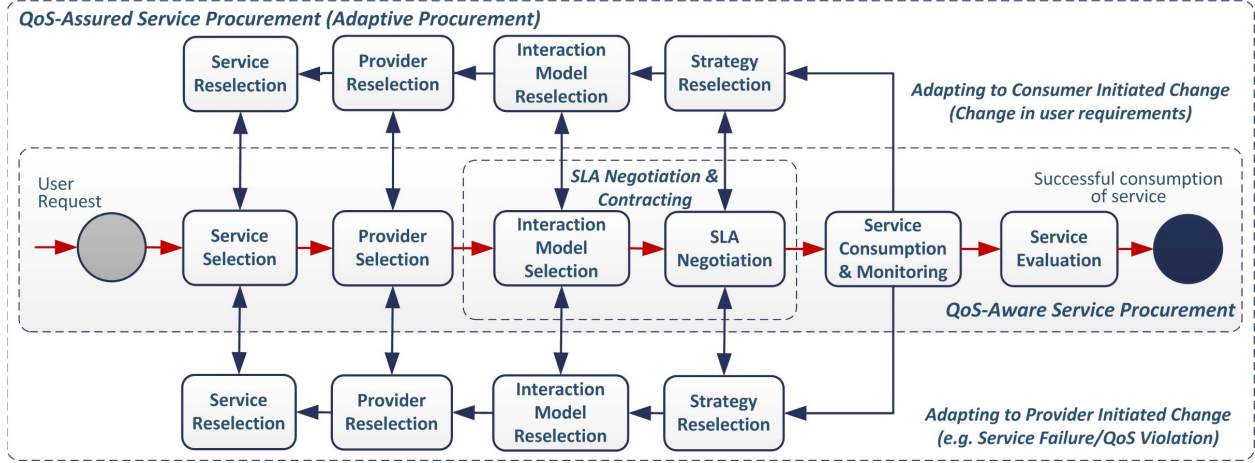 QoS-Assured Service Procurement (Adaptive Procurement)
Service
Reselection
Provider
Reselection
Interaction
Model
Reselection
Strategy
Reselection
Adapting to Consumer Initiated Change
(Change in user requirements)
User
Request
SLA Negotiation &
Contracting
Successful consumption
of service
Service
Selection
Provider
Selection
Interaction
Model
Selection
SLA
Negotiation
Service
Consumption
& Monitoring
Service
Evaluation
QoS-Aware Service Procurement
Service
Reselection
Provider
Reselection
Interaction
Model
Reselection
Strategy
Reselection
Adapting to Provider Initiated Change
(e.g. Service Failure/QoS Violation)